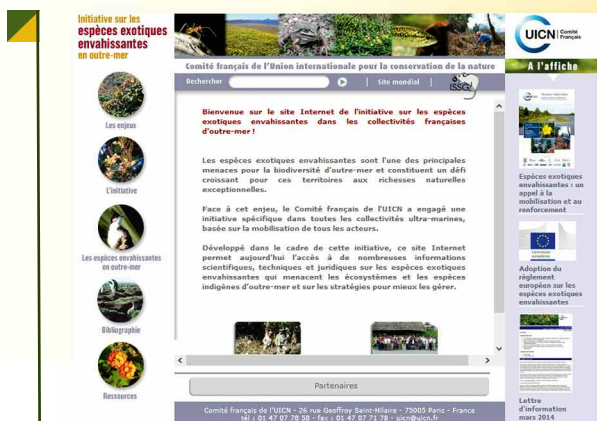 Initiative sur les
espèces exotiques
envahissantes
en outre-mer
UICN Comité
Français
Comité français de l'Union internationale pour la conservation de la nature
A l'affiche
Rechercher
Site mondial
ISSG
Bienvenue sur le site Internet de l'initiative sur les espèces
exotiques envahissantes dans les collectivités françaises
d'outre-mer !
Les enjeux
Les espèces exotiques envahissantes sont l'une des principales
menaces pour la biodiversité d'outre-mer et constituent un défi
croissant pour ces territoires aux richesses naturelles
exceptionnelles.
L'initiative
Face à cet enjeu, le Comité français de l'UICN a engagé une
initiative spécifique dans toutes les collectivités ultra-marines,
basée sur la mobilisation de tous les acteurs.
Les espèces envahissantes
en outre-mer
Développé dans le cadre de cette initiative, ce site Internet
permet aujourd'hui l'accès à de nombreuses informations
scientifiques, techniques et juridiques sur les espèces exotiques
envahissantes qui menacent les écosystèmes et les espèces
indigènes d'outre-mer et sur les stratégies pour mieux les gérer.
Bibliographie
Ressources
Espèces exotiques
envahissantes : un
appel à la
mobilisation et au
renforcement
Adoption du
règlement
européen sur les
espèces exotiques
envahissantes
Lettre
d'information
mars 2014
Partenaires
Comité français de l'UICN - 26 rue Geoffroy Saint-Hilaire - 75005 Paris - France
tél : 01 47 07 78 58 - fax : 01 47 07 71 78 - uicn@uicn.fr